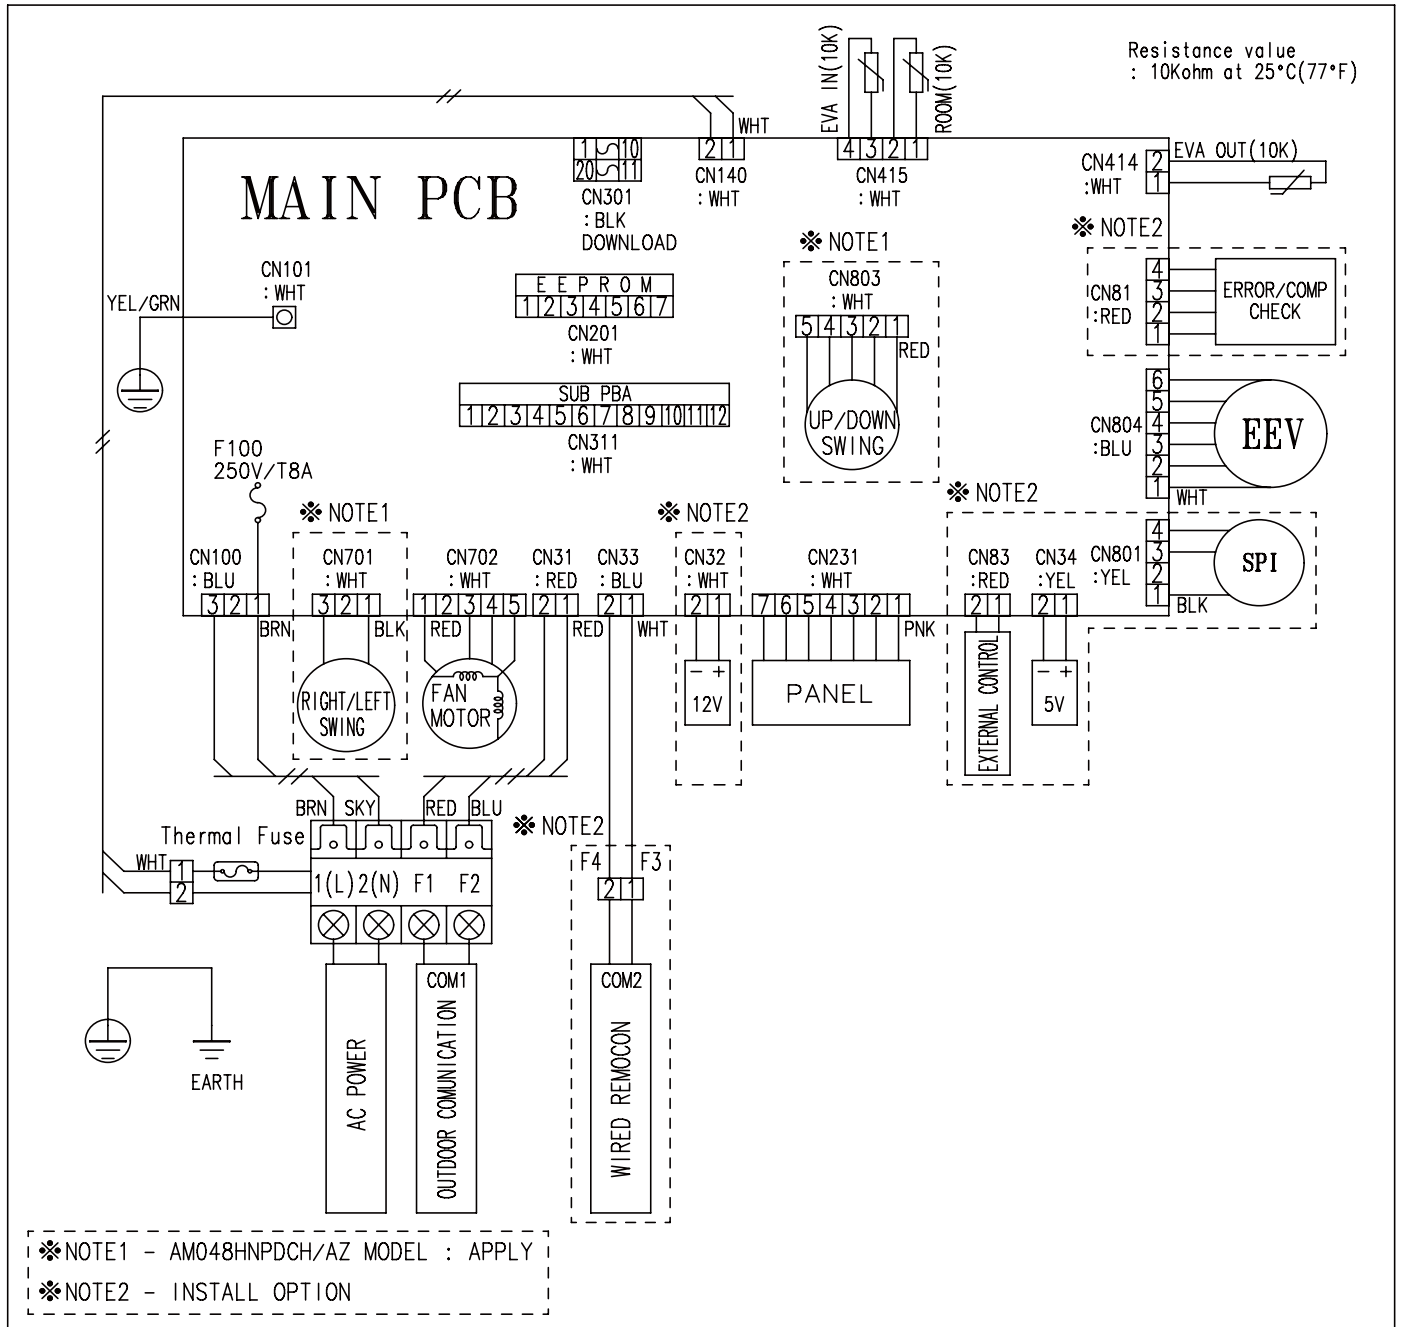 Resistance value
: 10Kohm at 25°C(77°F)
EVA IN(10K)
ROOM(10K)
WHT
1 10
20 11
CN301
:BLK
DOWNLOAD
2 1
CN140
:WHT
4 3 2 1
CN415
:WHT
CN414
:WHT
2
1
EVA OUT(10K)
MAIN PCB
※ NOTE1
CN803
:WHT
5 4 3 2 1
RED
UP/DOWN
SWING
※ NOTE2
CN81
:RED
4
3
2
1
ERROR/COMP
CHECK
CN101
:WHT
YEL/GRN
E E P R O M
1 2 3 4 5 6 7
CN201
:WHT
SUB PBA
1 2 3 4 5 6 7 8 9 10 11 12
CN311
:WHT
CN804
:BLU
6
5
4
3
2
1
WHT
EEV
F100
250V/T8A
CN100
:BLU
3 2 1
BRN
※ NOTE1
CN701
:WHT
3 2 1
BLK
RIGHT/LEFT
SWING
CN702
:WHT
1 2 3 4 5
RED
FAN
MOTOR
CN31
:RED
2 1
RED
CN33
:BLU
2 1
WHT
※ NOTE2
CN32
:WHT
2 1
- +
12V
CN231
:WHT
7 6 5 4 3 2 1
PNK
PANEL
※ NOTE2
CN83
:RED
2 1
EXTERNAL CONTROL
CN34
:YEL
2 1
- +
5V
CN801
:YEL
4
3
2
1
BLK
SPI
BRN SKY RED BLU
Thermal Fuse
WHT
1
2
1(L) 2(N) F1 F2
※ NOTE2
F4 F3
2 1
AC POWER
COM1
OUTDOOR COMUNICATION
COM2
WIRED REMOCON
EARTH
※NOTE1 - AM048HNPDCH/AZ MODEL : APPLY
※NOTE2 - INSTALL OPTION